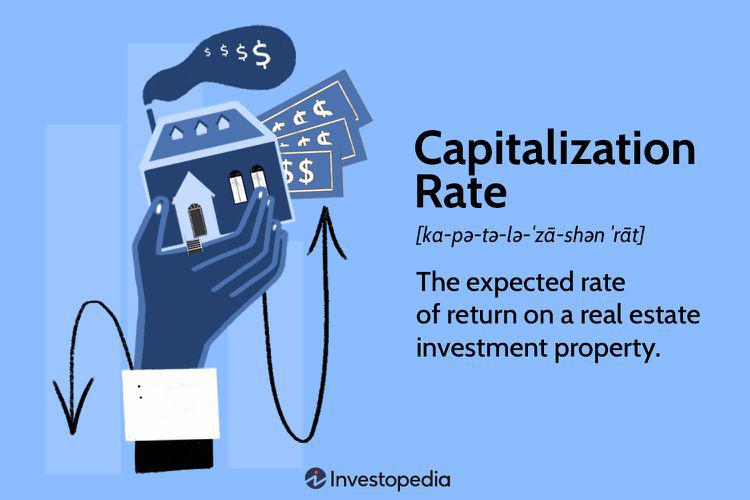 $ $ $ $
$ $ $
$ $ $
$$
Capitalization
Rate
[kα-pə-tə-lə-ˈzā-shən ˈrāt]
The expected rate
of return on a real estate
investment property.
Investopedia